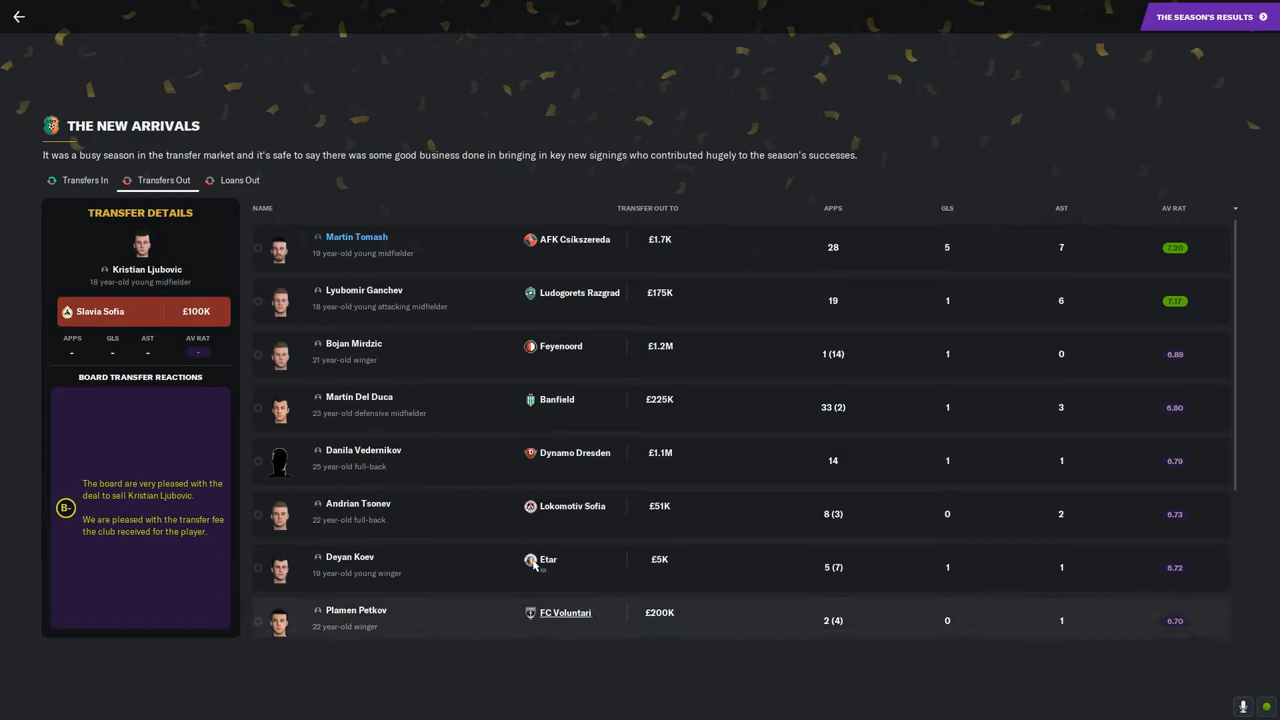 THE SEASON'S RESULTS
THE NEW ARRIVALS
It was a busy season in the transfer market and it's safe to say there was some good business done in bringing in key new signings who contributed hugely to the season's successes.
Transfers In Transfers Out Loans Out
TRANSFER DETAILS
Kristian Ljubovic
18 year-old young midfielder
Slavia Sofia £100K
APPS GLS AST AV RAT
- - - -
BOARD TRANSFER REACTIONS
B-
The board are very pleased with the
deal to sell Kristian Ljubovic.
We are pleased with the transfer fee
the club received for the player.
NAME TRANSFER OUT TO APPS GLS AST AV RAT
Martin Tomash AFK Csíkszereda £1.7K 28 5 7 7.20
19 year-old young midfielder
Lyubomir Ganchev Ludogorets Razgrad £175K 19 1 6 7.17
18 year-old young attacking midfielder
Bojan Mirdzic Feyenoord £1.2M 1 (14) 1 0 6.89
21 year-old winger
Martín Del Duca Banfield £225K 33 (2) 1 3 6.80
23 year-old defensive midfielder
Danila Vedernikov Dynamo Dresden £1.1M 14 1 1 6.79
25 year-old full-back
Andrian Tsonev Lokomotiv Sofia £51K 8 (3) 0 2 6.73
22 year-old full-back
Deyan Koev Etar £5K 5 (7) 1 1 6.72
19 year-old young winger
Plamen Petkov FC Voluntari £200K 2 (4) 0 1 6.70
22 year-old winger